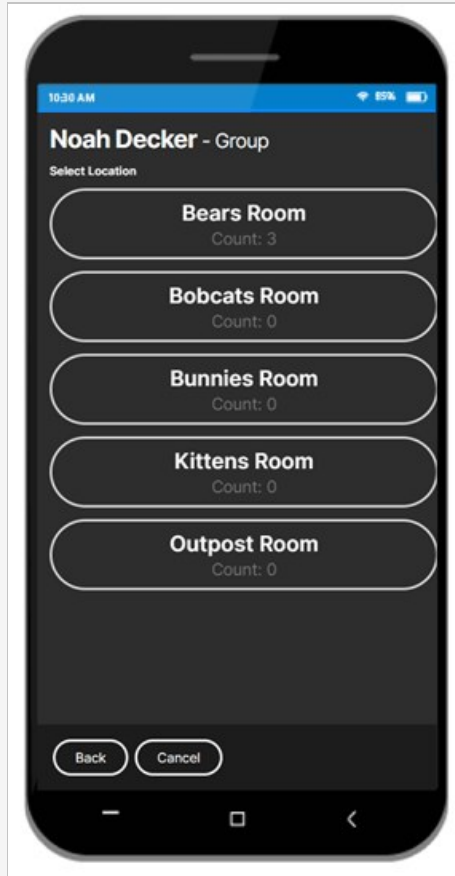 10:30 AM 85%
Noah Decker - Group
Select Location
Bears Room
Count: 3
Bobcats Room
Count: 0
Bunnies Room
Count: 0
Kittens Room
Count: 0
Outpost Room
Count: 0
Back Cancel